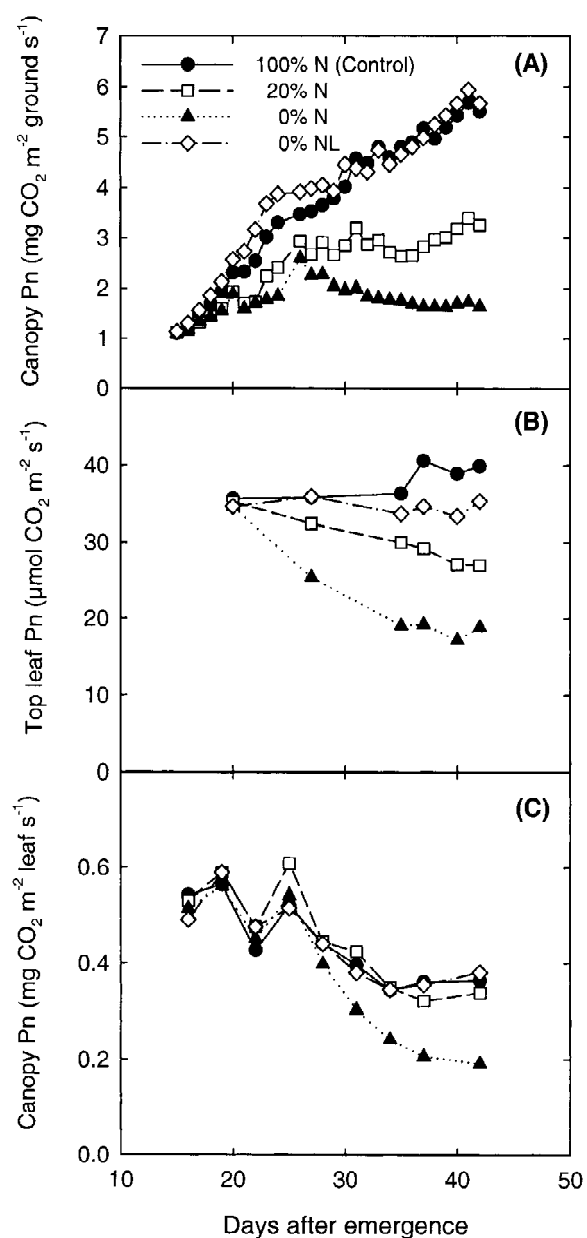 (A)
100% N (Control)
20% N
0% N
0% NL
7
6
5
4
3
2
1
0
Canopy Pn (mg CO₂ m⁻² ground s⁻¹)
(B)
40
30
20
10
0
Top leaf Pn (µmol CO₂ m⁻² s⁻¹)
(C)
0.6
0.4
0.2
0.0
Canopy Pn (mg CO₂ m⁻² leaf s⁻¹)
10 20 30 40 50
Days after emergence